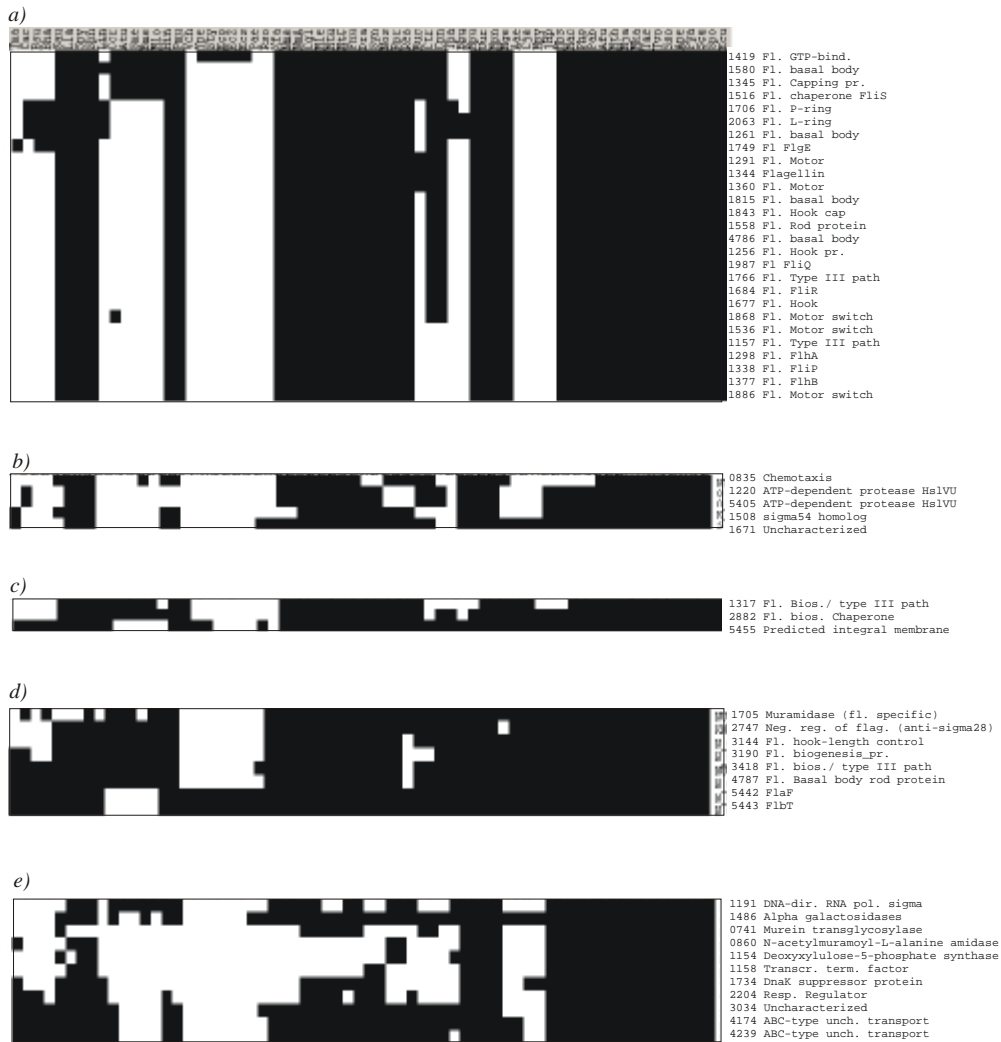 a)
1419 Fl. GTP-bind.
1580 Fl. basal body
1345 Fl. Capping pr.
1516 Fl. chaperone FliS
1706 Fl. P-ring
2063 Fl. L-ring
1261 Fl. basal body
1749 Fl FlgE
1291 Fl. Motor
1344 Flagellin
1360 Fl. Motor
1815 Fl. basal body
1843 Fl. Hook cap
1558 Fl. Rod protein
4786 Fl. basal body
1256 Fl. Hook pr.
1987 Fl FliQ
1766 Fl. Type III path
1684 Fl. FliR
1677 Fl. Hook
1868 Fl. Motor switch
1536 Fl. Motor switch
1157 Fl. Type III path
1298 Fl. FlhA
1338 Fl. FliP
1377 Fl. FlhB
1886 Fl. Motor switch
b)
0835 Chemotaxis
1220 ATP-dependent protease HslVU
5405 ATP-dependent protease HslVU
1508 sigma54 homolog
1671 Uncharacterized
c)
1317 Fl. Bios./ type III path
2882 Fl. bios. Chaperone
5455 Predicted integral membrane
d)
1705 Muramidase (fl. specific)
2747 Neg. reg. of flag. (anti-sigma28)
3144 Fl. hook-length control
3190 Fl. biogenesis_pr.
3418 Fl. bios./ type III path
4787 Fl. Basal body rod protein
5442 FlaF
5443 FlbT
e)
1191 DNA-dir. RNA pol. sigma
1486 Alpha galactosidases
0741 Murein transglycosylase
0860 N-acetylmuramoyl-L-alanine amidase
1154 Deoxyxylulose-5-phosphate synthase
1158 Transcr. term. factor
1734 DnaK suppressor protein
2204 Resp. Regulator
3034 Uncharacterized
4174 ABC-type unch. transport
4239 ABC-type unch. transport